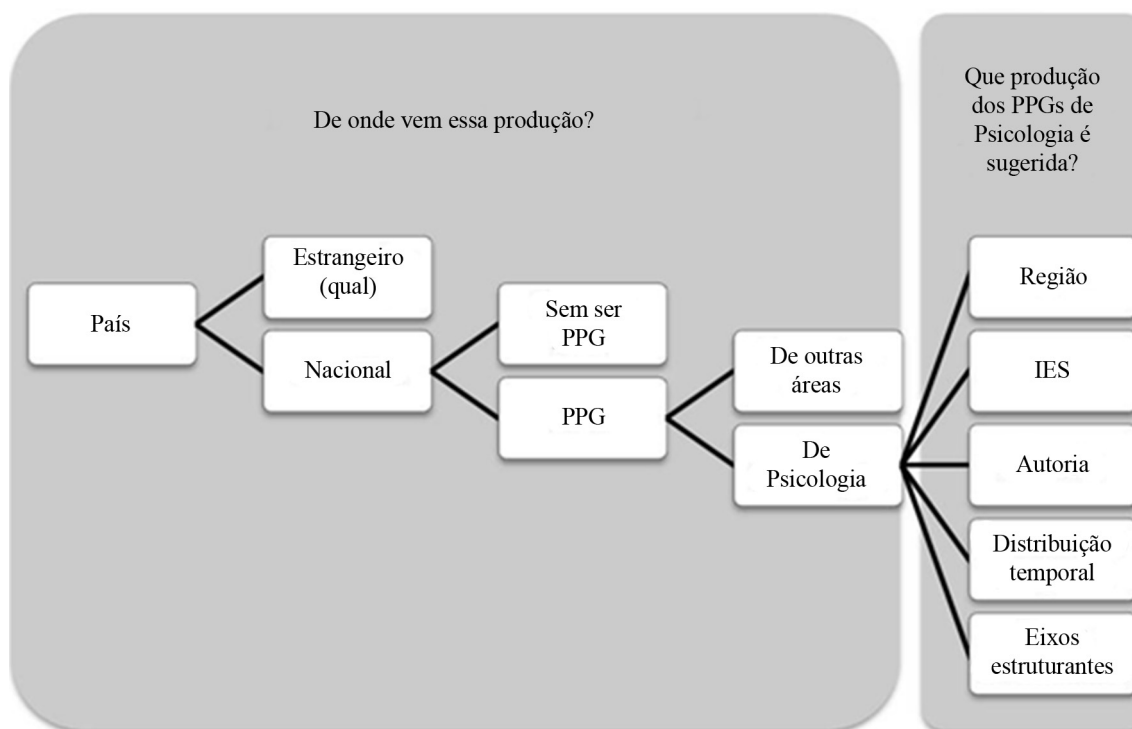 De onde vem essa produção?
Que produção
dos PPGs de
Psicologia é
sugerida?
País
Estrangeiro
(qual)
Nacional
Sem ser
PPG
PPG
De outras
áreas
De
Psicologia
Região
IES
Autoria
Distribuição
temporal
Eixos
estruturantes